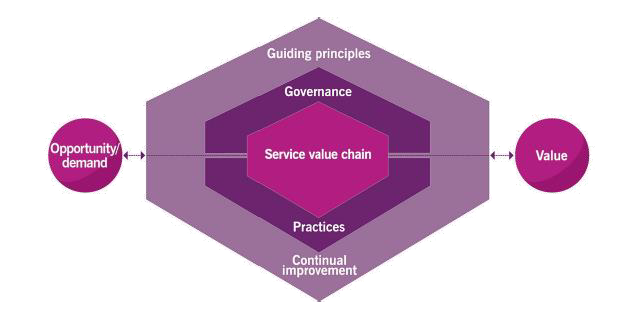 Guiding principles
Governance
Opportunity/
demand
Service value chain
Value
Practices
Continual
improvement